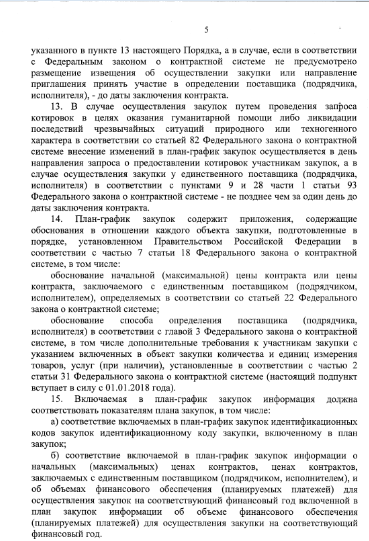 5
указанного в пункте 13 настоящего Порядка, а в случае, если в соответствии
с Федеральным законом о контрактной системе не предусмотрено
размещение извещения об осуществлении закупки или направление
приглашения принять участие в определении поставщика (подрядчика,
исполнителя), - до даты заключения контракта.
13. В случае осуществления закупок путем проведения запроса
котировок в целях оказания гуманитарной помощи либо ликвидации
последствий чрезвычайных ситуаций природного или техногенного
характера в соответствии со статьей 82 Федерального закона о контрактной
системе внесение изменений в план-график закупок осуществляется в день
направления запроса о предоставлении котировок участникам закупок, а в
случае осуществления закупки у единственного поставщика (подрядчика,
исполнителя) в соответствии с пунктами 9 и 28 части 1 статьи 93
Федерального закона о контрактной системе - не позднее чем за один день до
даты заключения контракта.
14. План-график закупок содержит приложения, содержащие
обоснования в отношении каждого объекта закупки, подготовленные в
порядке, установленном Правительством Российской Федерации в
соответствии с частью 7 статьи 18 Федерального закона о контрактной
системе, в том числе:
обоснование начальной (максимальной) цены контракта или цены
контракта, заключаемого с единственным поставщиком (подрядчиком,
исполнителем), определяемых в соответствии со статьей 22 Федерального
закона о контрактной системе;
обоснование способа определения поставщика (подрядчика,
исполнителя) в соответствии с главой 3 Федерального закона о контрактной
системе, в том числе дополнительные требования к участникам закупки с
указанием включенных в объект закупки количества и единиц измерения
товаров, услуг (при наличии), установленные в соответствии с частью 2
статьи 31 Федерального закона о контрактной системе (настоящий подпункт
вступает в силу с 01.01.2018 года).
15. Включаемая в план-график закупок информация должна
соответствовать показателям плана закупок, в том числе:
а) соответствие включаемых в план-график закупок идентификационных
кодов закупок идентификационному коду закупки, включенному в план
закупок;
б) соответствие включаемой в план-график закупок информации о
начальных (максимальных) ценах контрактов, ценах контрактов,
заключаемых с единственным поставщиком (подрядчиком, исполнителем), и
об объемах финансового обеспечения (планируемых платежей) для
осуществления закупок на соответствующий финансовый год включенной в
план закупок информации об объеме финансового обеспечения
(планируемых платежей) для осуществления закупки на соответствующий
финансовый год.